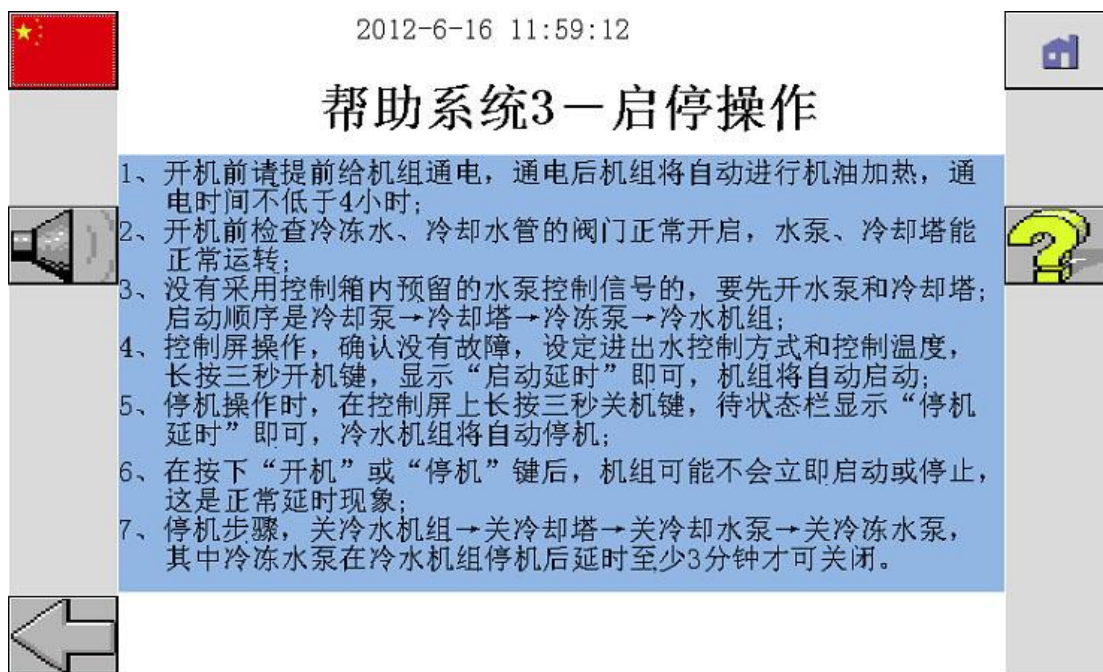 2012-6-16 11:59:12
帮助系统3－启停操作
1、开机前请提前给机组通电，通电后机组将自动进行机油加热，通
电时间不低于4小时；
2、开机前检查冷冻水、冷却水管的阀门正常开启，水泵、冷却塔能
正常运转；
3、没有采用控制箱内预留的水泵控制信号的，要先开水泵和冷却塔；
启动顺序是冷却泵→冷却塔→冷冻泵→冷水机组；
4、控制屏操作，确认没有故障，设定进出水控制方式和控制温度，
长按三秒开机键，显示“启动延时”即可，机组将自动启动；
5、停机操作时，在控制屏上长按三秒关机键，待状态栏显示“停机
延时”即可，冷水机组将自动停机；
6、在按下“开机”或“停机”键后，机组可能不会立即启动或停止，
这是正常延时现象；
7、停机步骤，关冷水机组→关冷却塔→关冷却水泵→关冷冻水泵，
其中冷冻水泵在冷水机组停机后延时至少3分钟才可关闭。